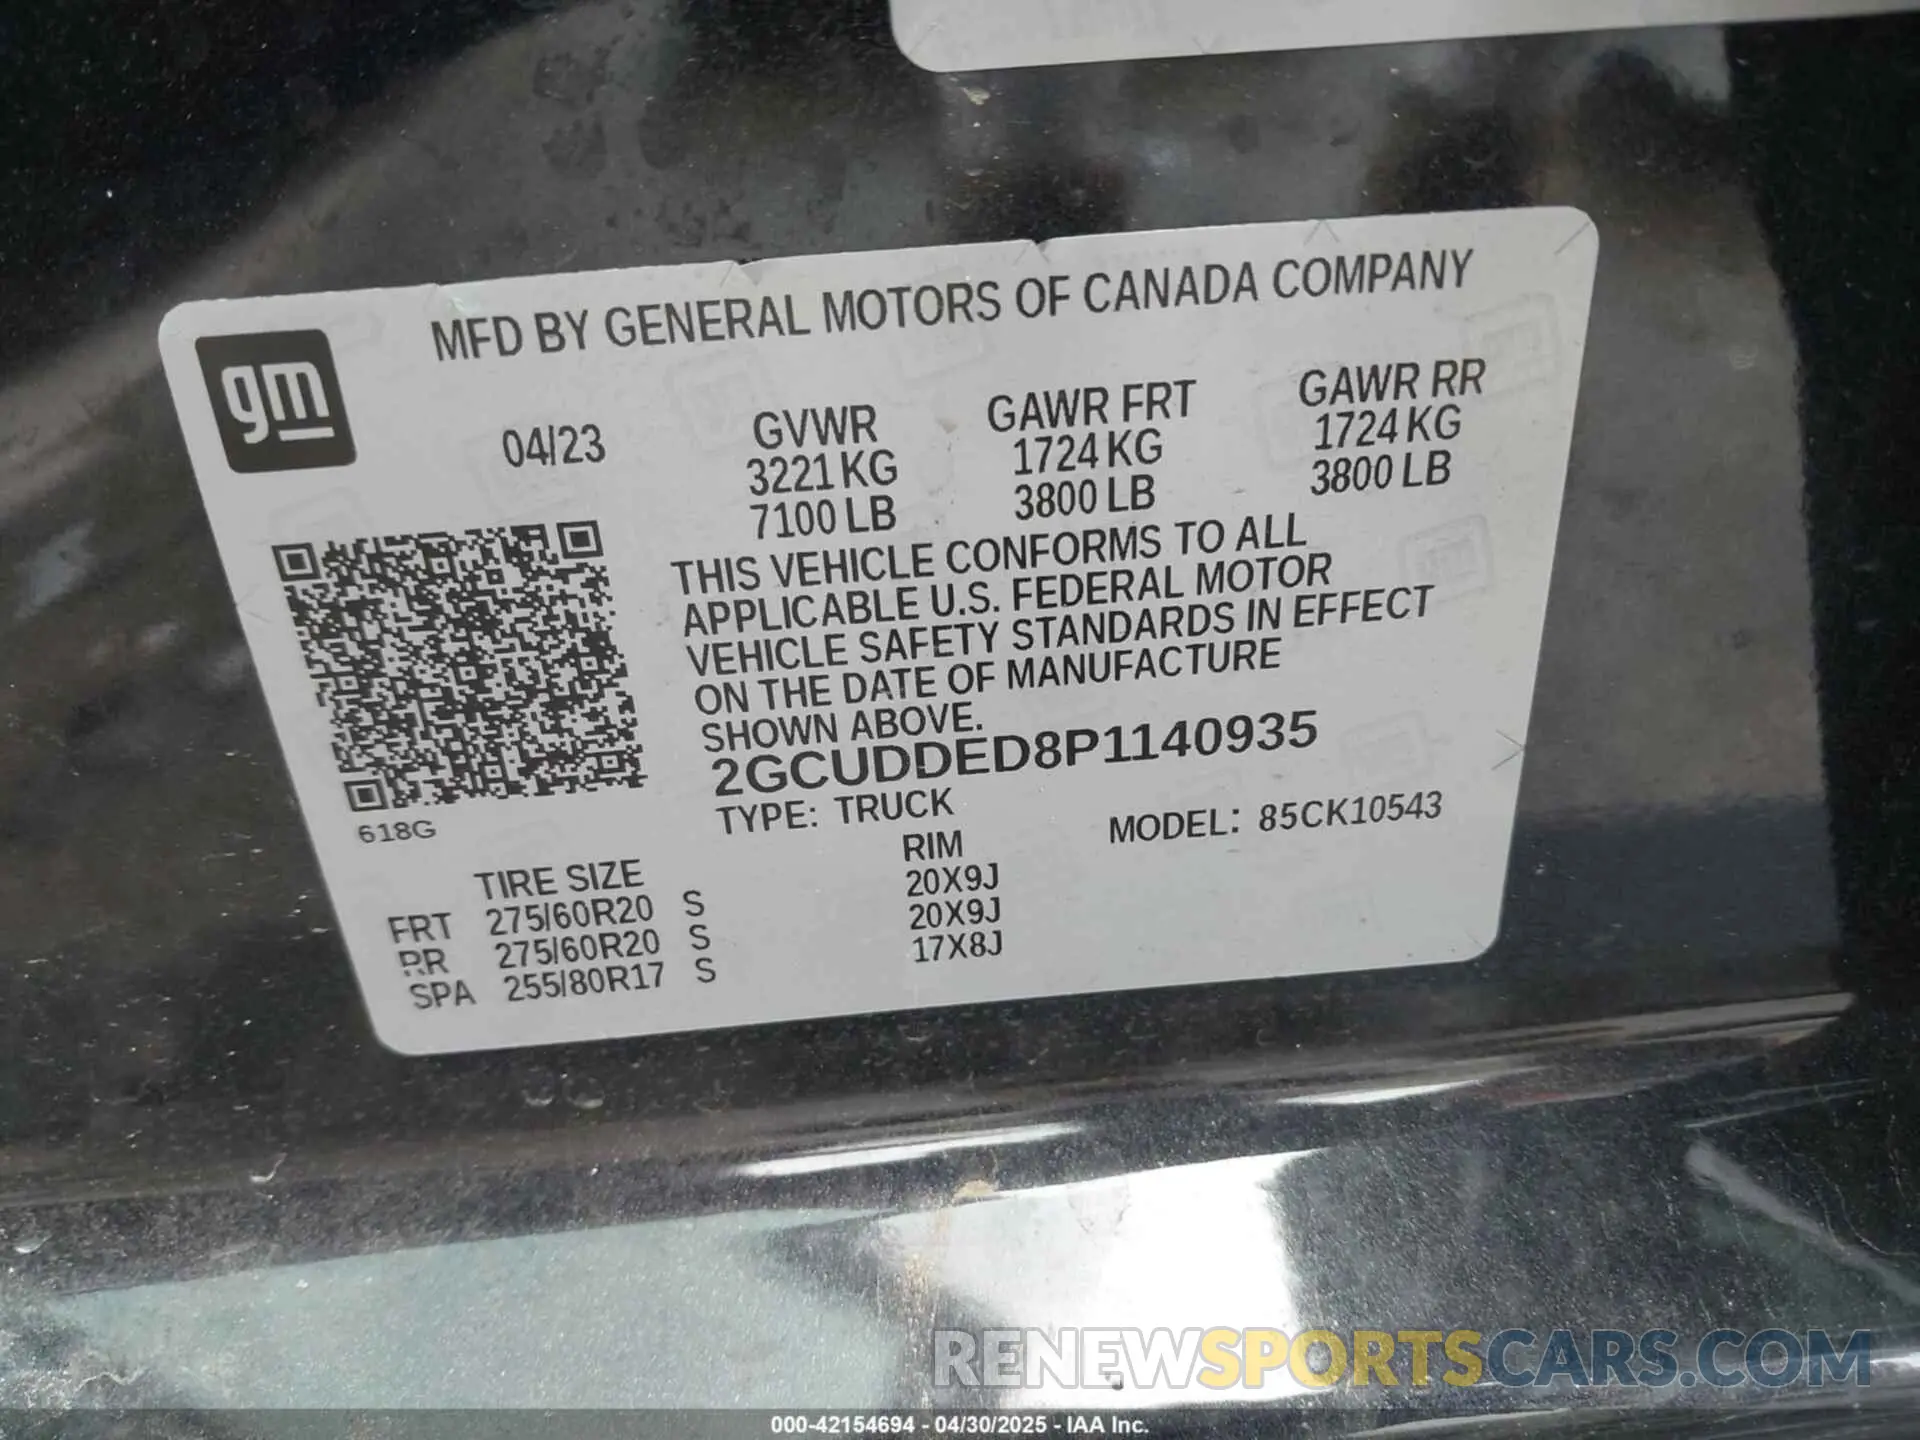 gm
MFD BY GENERAL MOTORS OF CANADA COMPANY
04/23
GVWR
3221 KG
7100 LB
GAWR FRT
1724 KG
3800 LB
GAWR RR
1724 KG
3800 LB
THIS VEHICLE CONFORMS TO ALL
APPLICABLE U.S. FEDERAL MOTOR
VEHICLE SAFETY STANDARDS IN EFFECT
ON THE DATE OF MANUFACTURE
SHOWN ABOVE.
2GCUDDED8P1140935
TYPE: TRUCK
MODEL: 85CK10543
618G
TIRE SIZE RIM
FRT 275/60R20 S 20X9J
RR 275/60R20 S 20X9J
SPA 255/80R17 S 17X8J
RENEWSPORTSCARS.COM
000-42154694 - 04/30/2025 - IAA Inc.